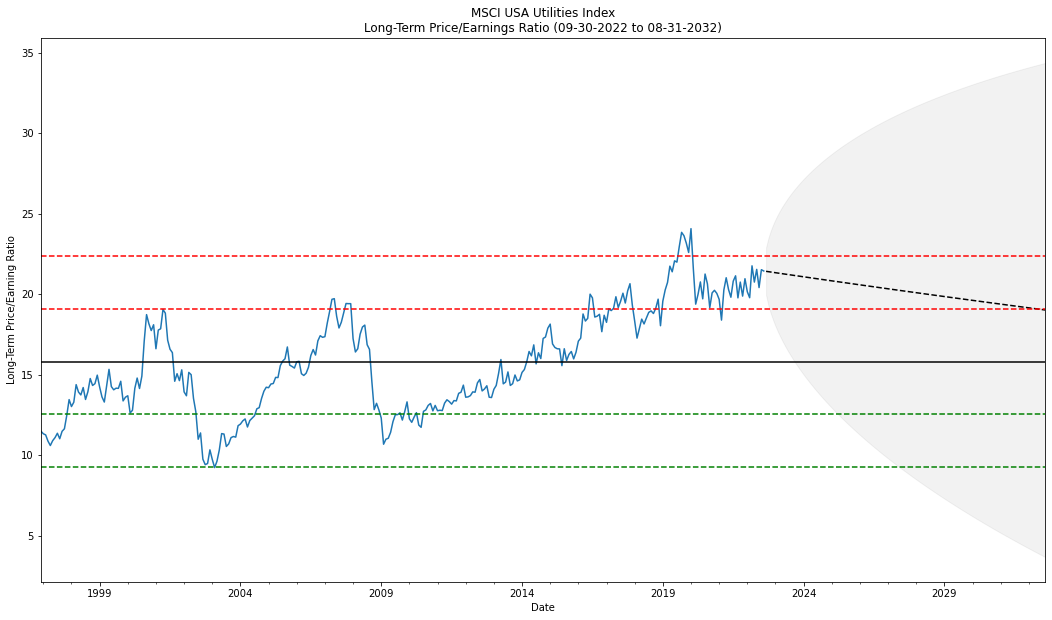 MSCI USA Utilities Index
Long-Term Price/Earnings Ratio (09-30-2022 to 08-31-2032)
Long-Term Price/Earning Ratio
35
30
25
20
15
10
5
1999 2004 2009 2014 2019 2024 2029
Date